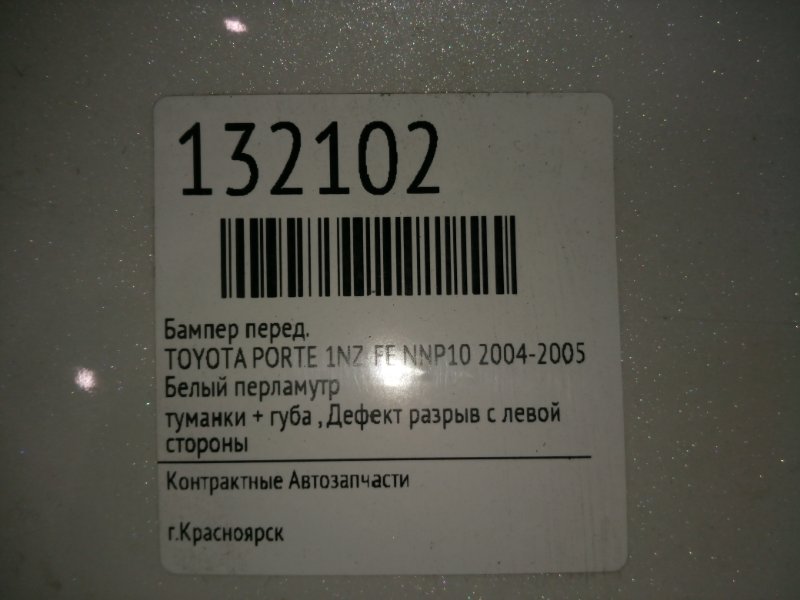 132102
Бампер перед.
TOYOTA PORTE 1NZ FE NNP10 2004-2005
Белый перламутр
туманки + губа , Дефект разрыв с левой
стороны
Контрактные Автозапчасти
г.Красноярск